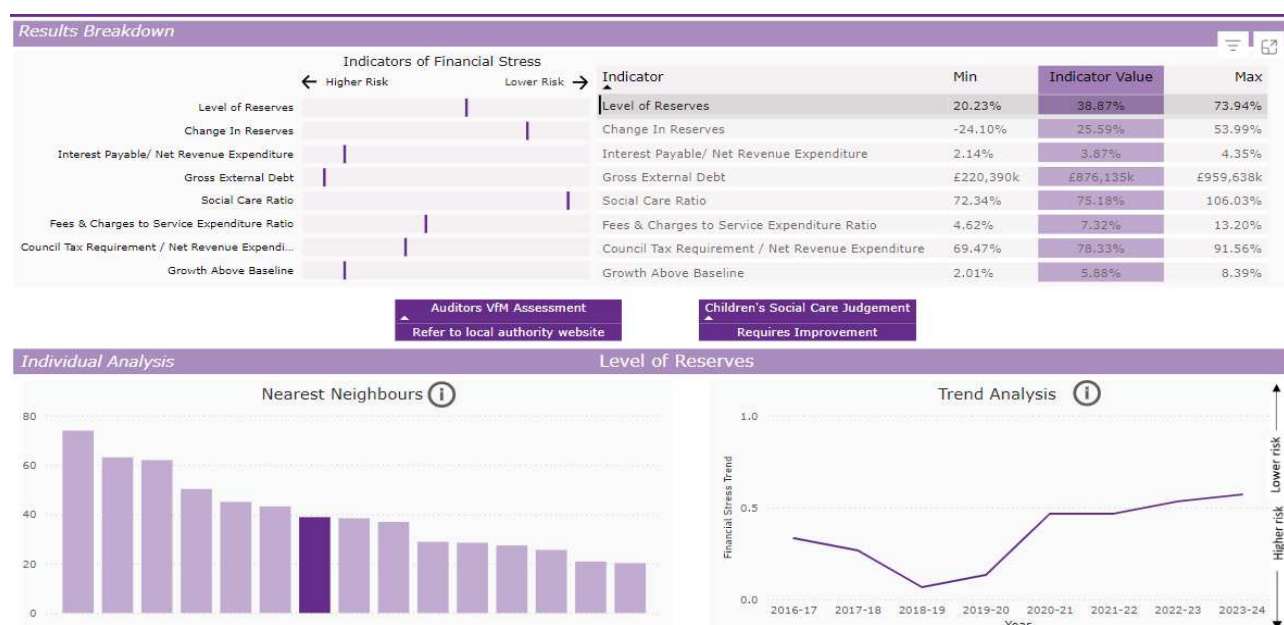 Results Breakdown
Indicators of Financial Stress
← Higher Risk Lower Risk →
Level of Reserves
Change In Reserves
Interest Payable/ Net Revenue Expenditure
Gross External Debt
Social Care Ratio
Fees & Charges to Service Expenditure Ratio
Council Tax Requirement / Net Revenue Expendi...
Growth Above Baseline
Indicator Min Indicator Value Max
Level of Reserves 20.23% 38.87% 73.94%
Change In Reserves -24.10% 25.59% 53.99%
Interest Payable/ Net Revenue Expenditure 2.14% 3.87% 4.35%
Gross External Debt £220,390k £876,135k £959,638k
Social Care Ratio 72.34% 75.18% 106.03%
Fees & Charges to Service Expenditure Ratio 4.62% 7.32% 13.20%
Council Tax Requirement / Net Revenue Expenditure 69.47% 78.33% 91.56%
Growth Above Baseline 2.01% 5.88% 8.39%
Auditors VfM Assessment
Refer to local authority website
Children's Social Care Judgement
Requires Improvement
Individual Analysis Level of Reserves
Nearest Neighbours
80
60
40
20
0
Trend Analysis
Financial Stress Trend
1.0
0.5
0.0
2016-17 2017-18 2018-19 2019-20 2020-21 2021-22 2022-23 2023-24
Year
Lower risk
Higher risk